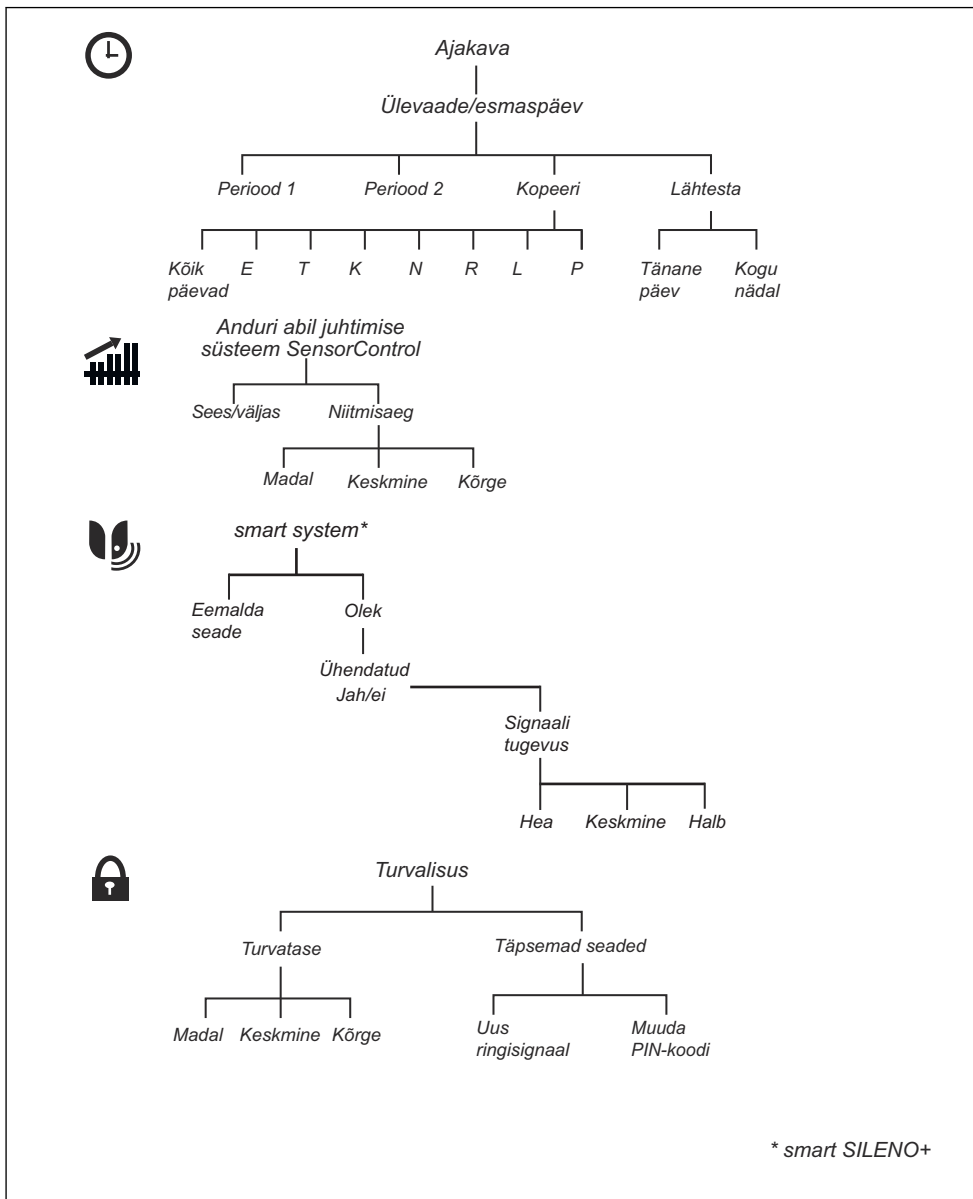 Ajakava
Ülevaade/esmaspäev
Periood 1 Periood 2 Kopeeri Lähtesta
Kõik E T K N R L P Tänane Kogu
päevad päev nädal
Anduri abil juhtimise
süsteem SensorControl
Sees/väljas Niitmisaeg
Madal Keskmine Kõrge
smart system*
Eemalda Olek
seade
Ühendatud
Jah/ei
Signaali
tugevus
Hea Keskmine Halb
Turvalisus
Turvatase Täpsemad seaded
Madal Keskmine Kõrge Uus Muuda
ringisignaal PIN-koodi
* smart SILENO+